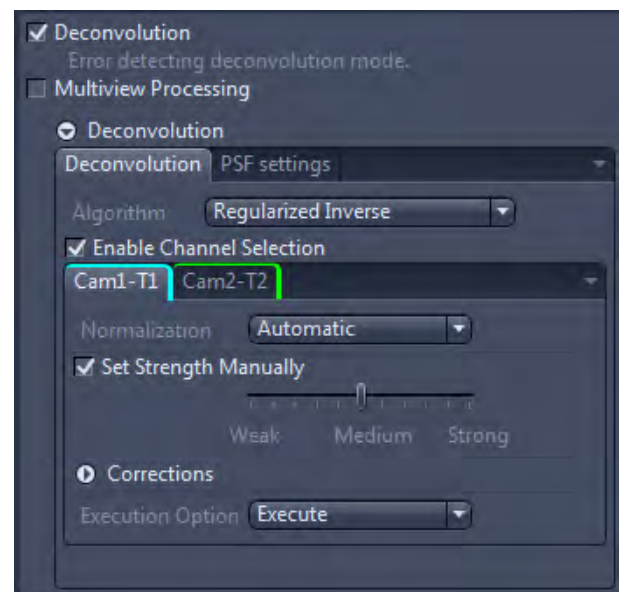 Deconvolution
Error detecting deconvolution mode.
Multiview Processing
Deconvolution
Deconvolution PSF settings
Algorithm Regularized Inverse
Enable Channel Selection
Cam1-T1 Cam2-T2
Normalization Automatic
Set Strength Manually
Weak Medium Strong
Corrections
Execution Option Execute